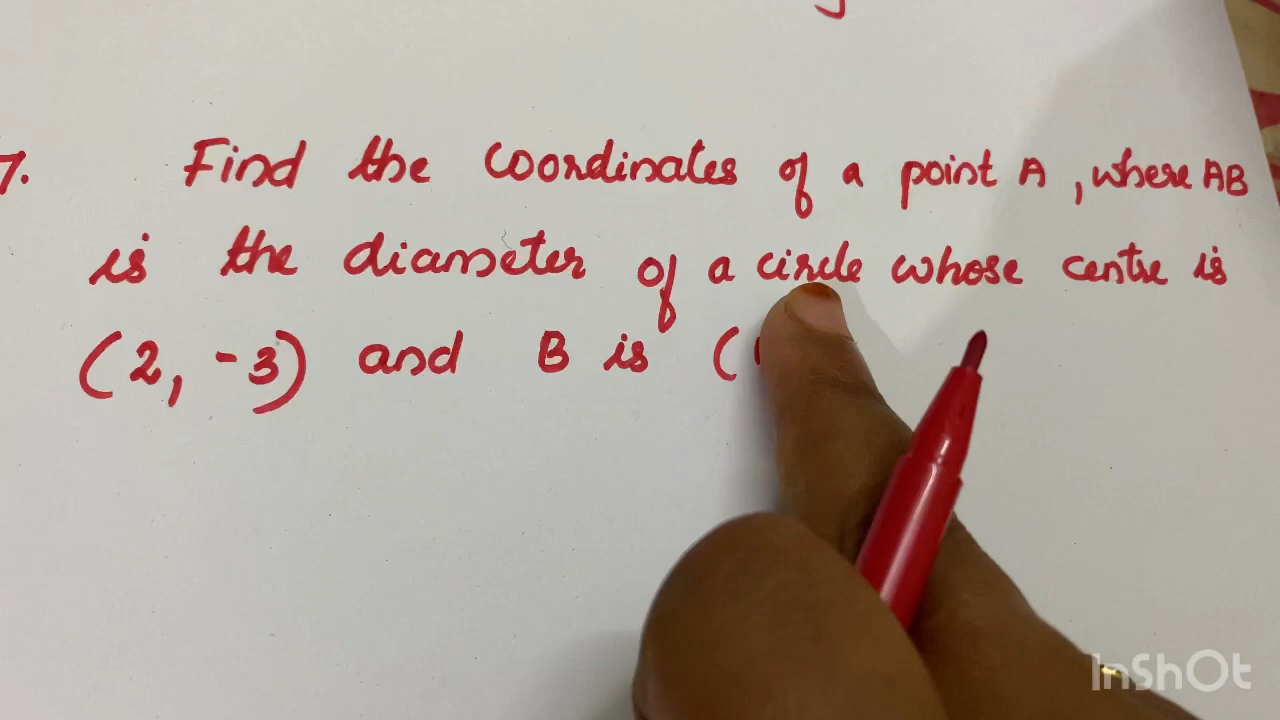 7. Find the coordinates of a point A, where AB
is the diameter of a circle whose centre is
(2, -3) and B is (
InShOt